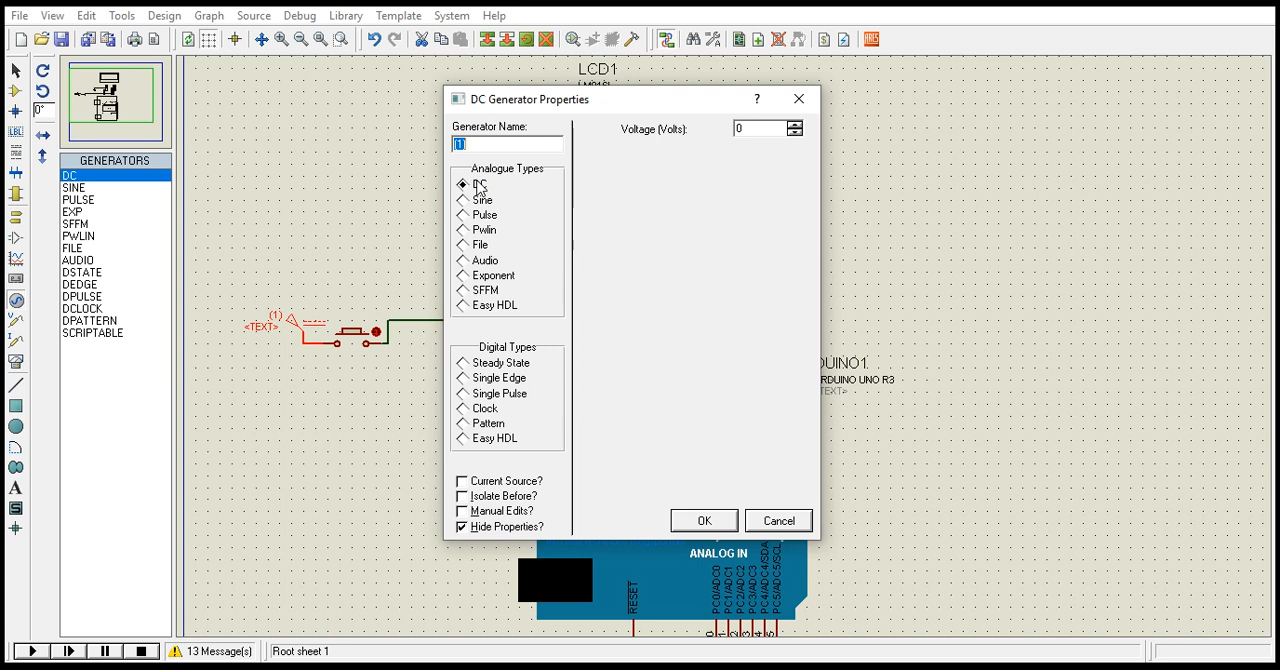 File View Edit Tools Design Graph Source Debug Library Template System Help
ARES
LCD1
0°
LBL
GENERATORS
DC
SINE
PULSE
EXP
SFFM
PWLIN
FILE
AUDIO
DSTATE
DEDGE
DPULSE
DCLOCK
DPATTERN
SCRIPTABLE
A
S
DC Generator Properties ?
Generator Name:
(1)
Voltage (Volts): 0
Analogue Types
DC
Sine
Pulse
Pwlin
File
Audio
Exponent
SFFM
Easy HDL
Digital Types
Steady State
Single Edge
Single Pulse
Clock
Pattern
Easy HDL
Current Source?
Isolate Before?
Manual Edits?
Hide Properties?
OK Cancel
(1)
<TEXT>
DUINO1
RDUINO UNO R3
TEXT>
ANALOG IN
RESET
PC0/ADC0
PC1/ADC1
PC2/ADC2
PC3/ADC3
PC4/ADC4/SDA
PC5/ADC5/SCL
13 Message(s) Root sheet 1